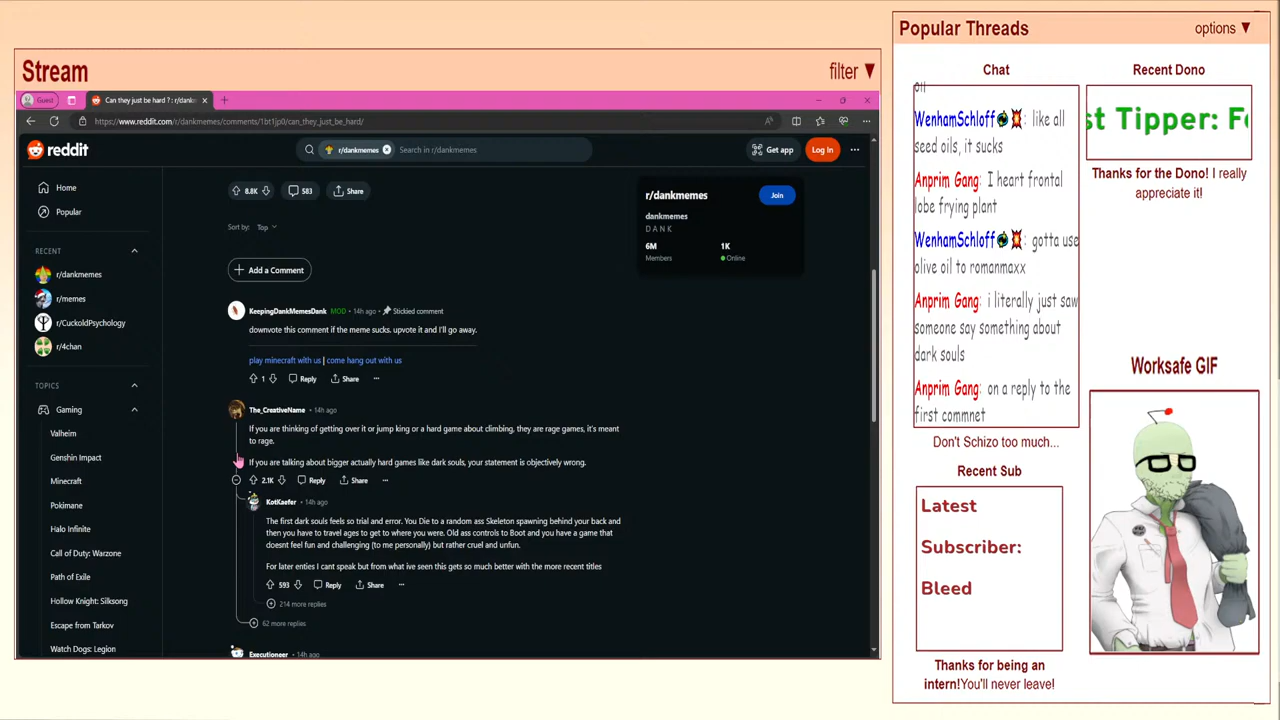 Stream
filter ▼
Guest
Can they just be hard ? : r/dank
https://www.reddit.com/r/dankmemes/comments/1bt1jp0/can_they_just_be_hard/
reddit
r/dankmemes
Search in r/dankmemes
Get app
Log In
Home
Popular
RECENT
r/dankmemes
r/memes
r/CuckoldPsychology
r/4chan
TOPICS
Gaming
Valheim
Genshin Impact
Minecraft
Pokimane
Halo Infinite
Call of Duty: Warzone
Path of Exile
Hollow Knight: Silksong
Escape from Tarkov
Watch Dogs: Legion
8.8K
583
Share
Sort by: Top
Add a Comment
KeepingDankMemesDank MOD • 14h ago • Stickied comment
downvote this comment if the meme sucks. upvote it and I'll go away.
play minecraft with us | come hang out with us
1 Reply Share
The_CreativeName • 14h ago
If you are thinking of getting over it or jump king or a hard game about climbing, they are rage games, it's meant
to rage.
If you are talking about bigger actually hard games like dark souls, your statement is objectively wrong.
2.1K Reply Share
KotKaefer • 14h ago
The first dark souls feels so trial and error. You Die to a random ass Skeleton spawning behind your back and
then you have to travel ages to get to where you were. Old ass controls to Boot and you have a game that
doesnt feel fun and challenging (to me personally) but rather cruel and unfun.
For later enties I cant speak but from what ive seen this gets so much better with the more recent titles
593 Reply Share
214 more replies
62 more replies
Executioneer • 14h ago
r/dankmemes
Join
dankmemes
D A N K
6M
1K
Members
Online
Popular Threads
options ▼
Chat
oil
WenhamSchloff: like all
seed oils, it sucks
Anprim Gang: I heart frontal
lobe frying plant
WenhamSchloff: gotta use
olive oil to romanmaxx
Anprim Gang: i literally just saw
someone say something about
dark souls
Anprim Gang: on a reply to the
first commnet
Don't Schizo too much...
Recent Sub
Latest
Subscriber:
Bleed
Thanks for being an
intern!You'll never leave!
Recent Dono
st Tipper: Fe
Thanks for the Dono! I really
appreciate it!
Worksafe GIF